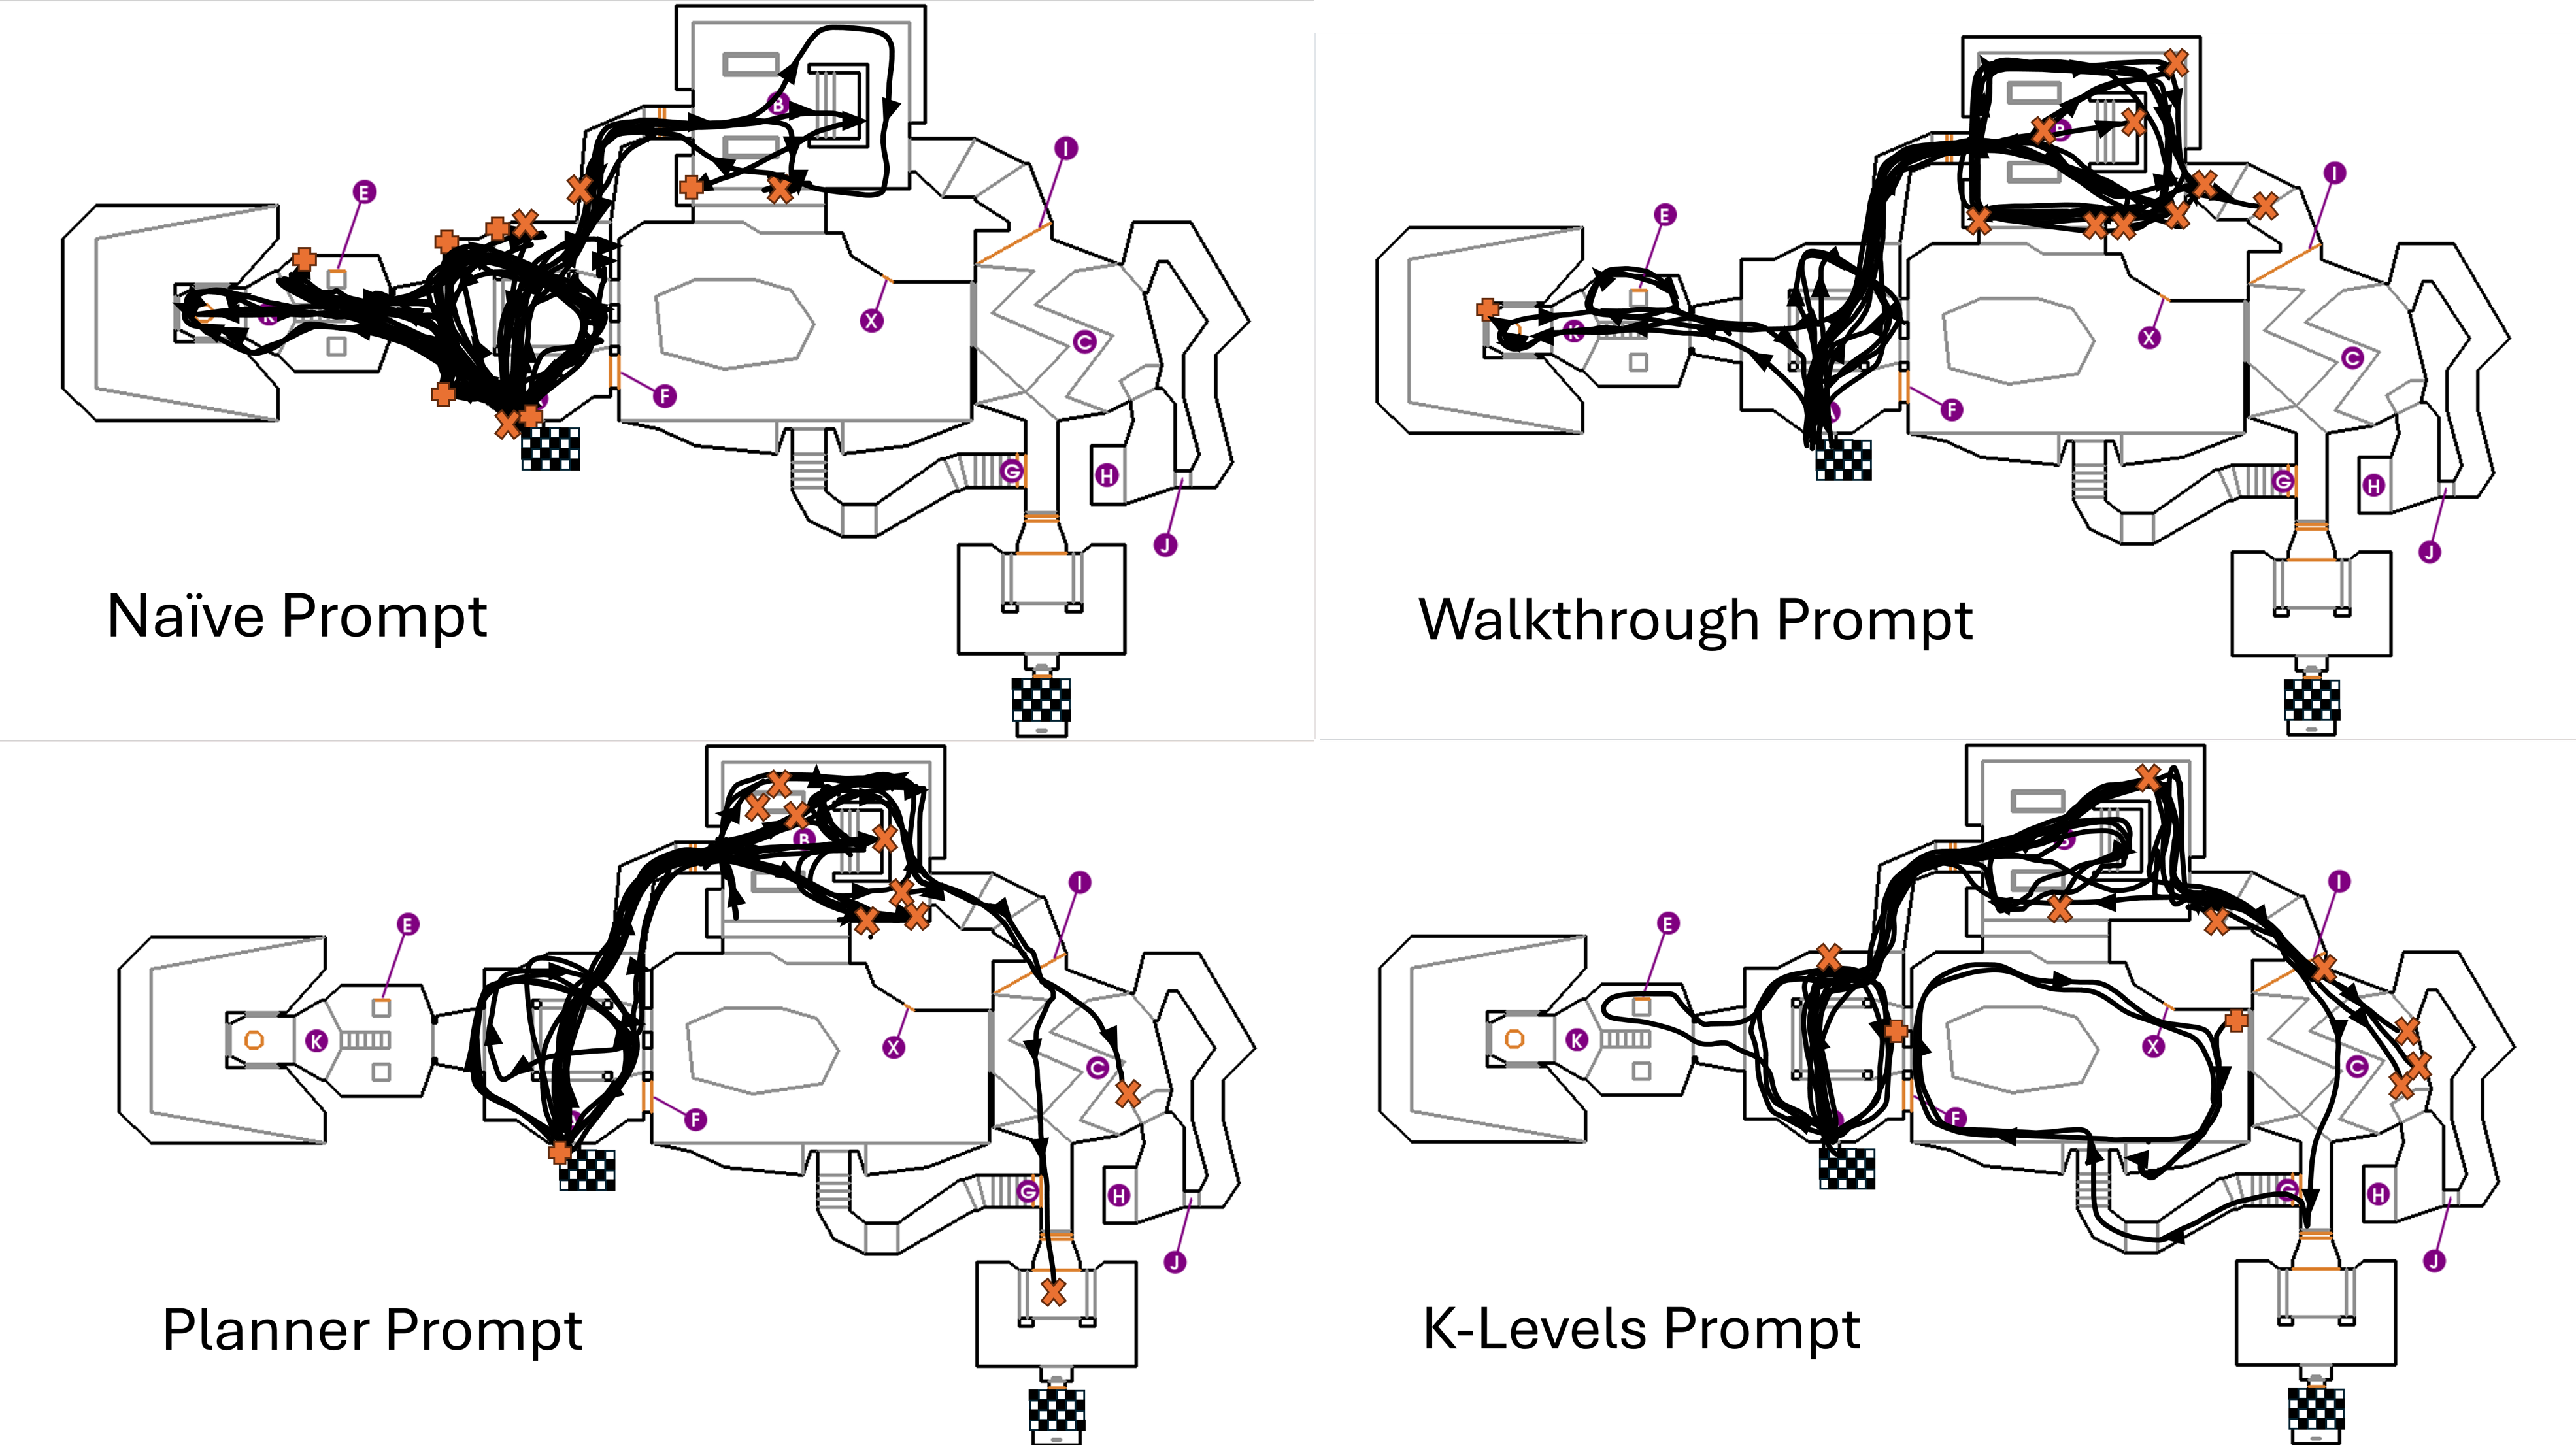 B
I
E
K
X
C
F
G
H
J
Naïve Prompt
I
E
K
X
C
F
G
H
J
Walkthrough Prompt
B
I
E
K
X
C
F
G
H
J
Planner Prompt
I
E
K
X
C
F
G
H
J
K-Levels Prompt